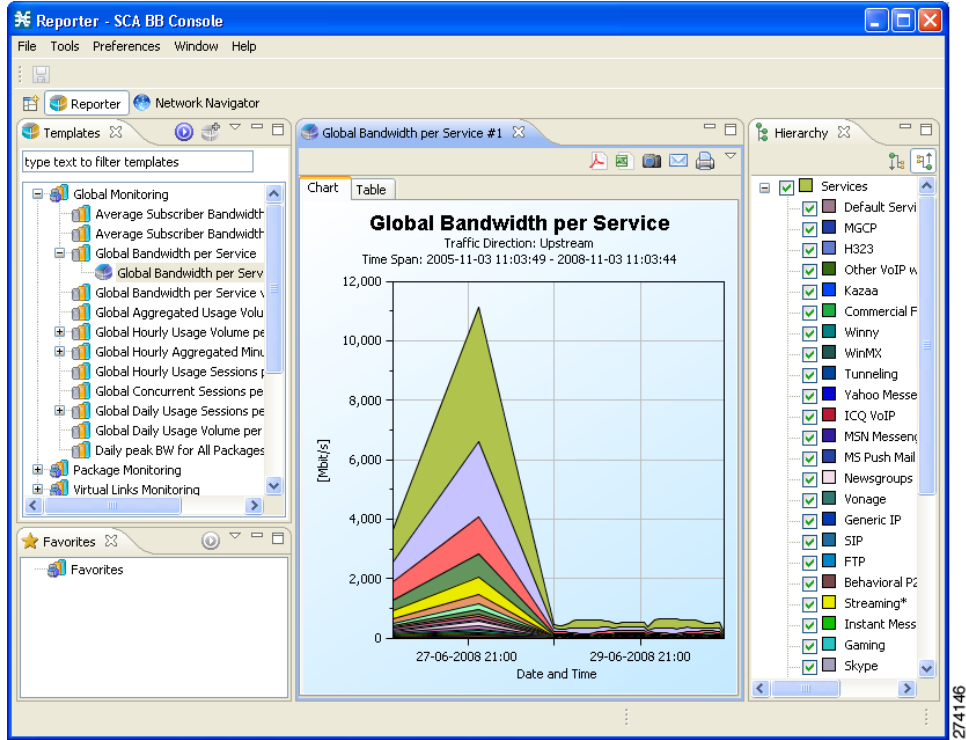 Reporter - SCA BB Console
File Tools Preferences Window Help
Reporter Network Navigator
Templates
type text to filter templates
Global Monitoring
Average Subscriber Bandwidth
Average Subscriber Bandwidth
Global Bandwidth per Service
Global Bandwidth per Serv
Global Bandwidth per Service v
Global Aggregated Usage Volu
Global Hourly Usage Volume pe
Global Hourly Aggregated Minu
Global Hourly Usage Sessions p
Global Concurrent Sessions pe
Global Daily Usage Sessions pe
Global Daily Usage Volume per
Daily peak BW for All Packages
Package Monitoring
Virtual Links Monitoring
Favorites
Favorites
Global Bandwidth per Service #1
Chart Table
Global Bandwidth per Service
Traffic Direction: Upstream
Time Span: 2005-11-03 11:03:49 - 2008-11-03 11:03:44
12,000
10,000
8,000
6,000
4,000
2,000
0
[Mbit/s]
27-06-2008 21:00 29-06-2008 21:00
Date and Time
Hierarchy
Services
Default Servi
MGCP
H323
Other VoIP w
Kazaa
Commercial F
Winny
WinMX
Tunneling
Yahoo Messe
ICQ VoIP
MSN Messeng
MS Push Mail
Newsgroups
Vonage
Generic IP
SIP
FTP
Behavioral P2
Streaming*
Instant Mess
Gaming
Skype
274146